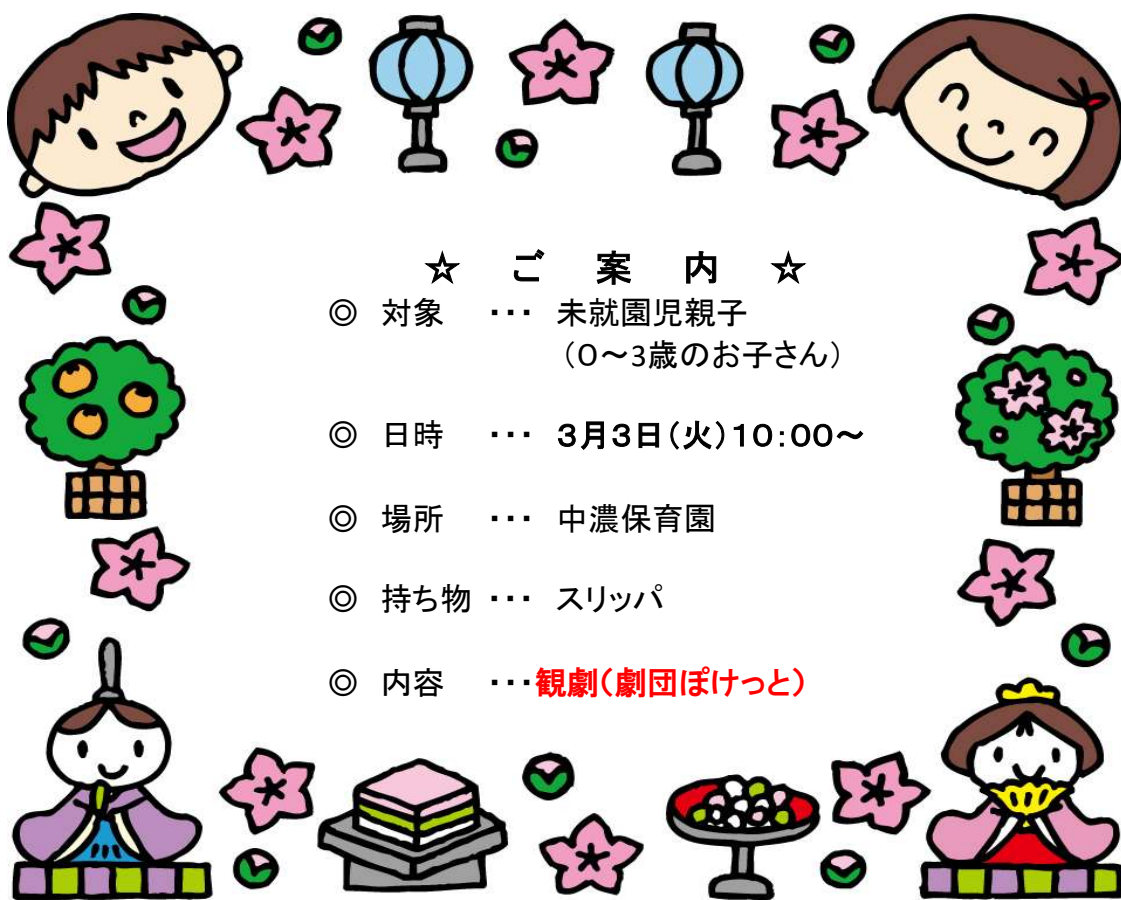 ☆ ご 案 内 ☆
◎ 対象 ・・・ 未就園児親子
（０～3歳のお子さん）
◎ 日時 ・・・ ３月３日（火）１０：００～
◎ 場所 ・・・ 中濃保育園
◎ 持ち物 ・・・ スリッパ
◎ 内容 ・・・観劇（劇団ぽけっと）